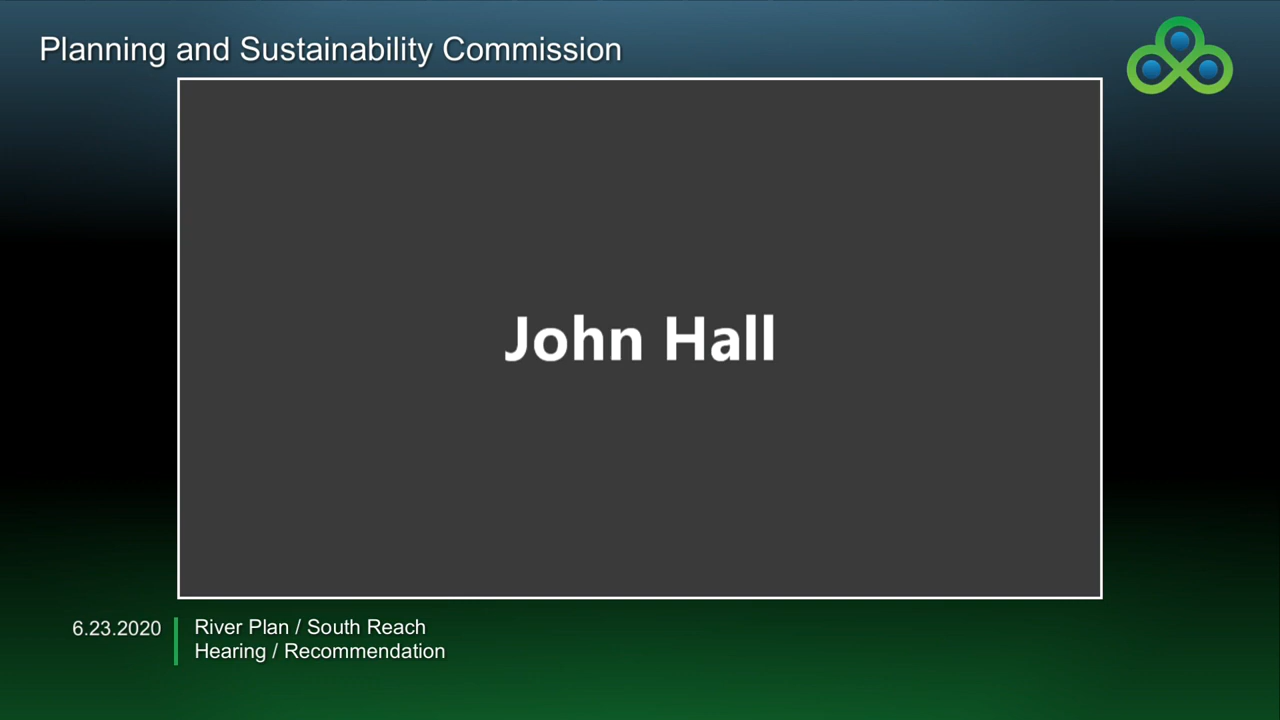 Planning and Sustainability Commission
John Hall
6.23.2020
River Plan / South Reach
Hearing / Recommendation